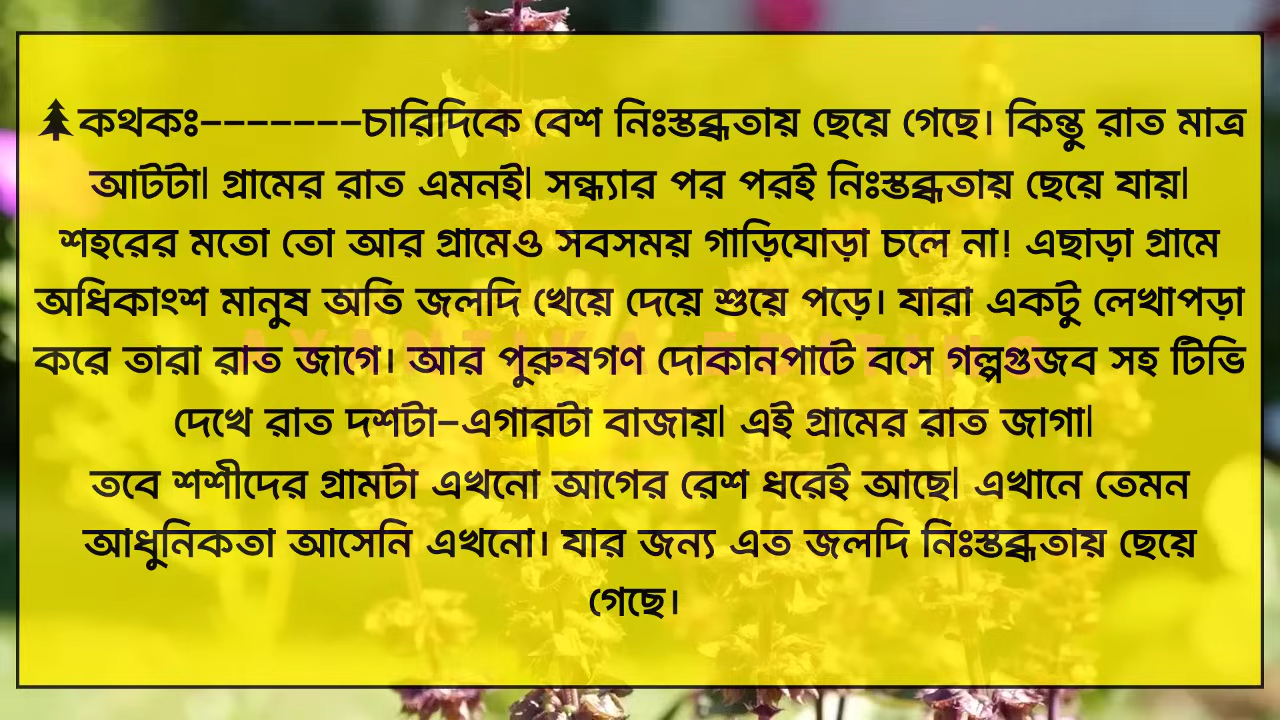 🌲কথকঃ-------চারিদিকে বেশ নিঃস্তব্ধতায় ছেয়ে গেছে। কিন্তু রাত মাত্র
আটটা| গ্রামের রাত এমনই| সন্ধ্যার পর পরই নিঃস্তব্ধতায় ছেয়ে যায়|
শহরের মতো তো আর গ্রামেও সবসময় গাড়িঘোড়া চলে না! এছাড়া গ্রামে
অধিকাংশ মানুষ অতি জলদি খেয়ে দেয়ে শুয়ে পড়ে। যারা একটু লেখাপড়া
করে তারা রাত জাগে। আর পুরুষগণ দোকানপাটে বসে গল্পগুজব সহ টিভি
দেখে রাত দশটা-এগারটা বাজায়| এই গ্রামের রাত জাগা|
তবে শশীদের গ্রামটা এখনো আগের রেশ ধরেই আছে| এখানে তেমন
আধুনিকতা আসেনি এখনো। যার জন্য এত জলদি নিঃস্তব্ধতায় ছেয়ে
গেছে।